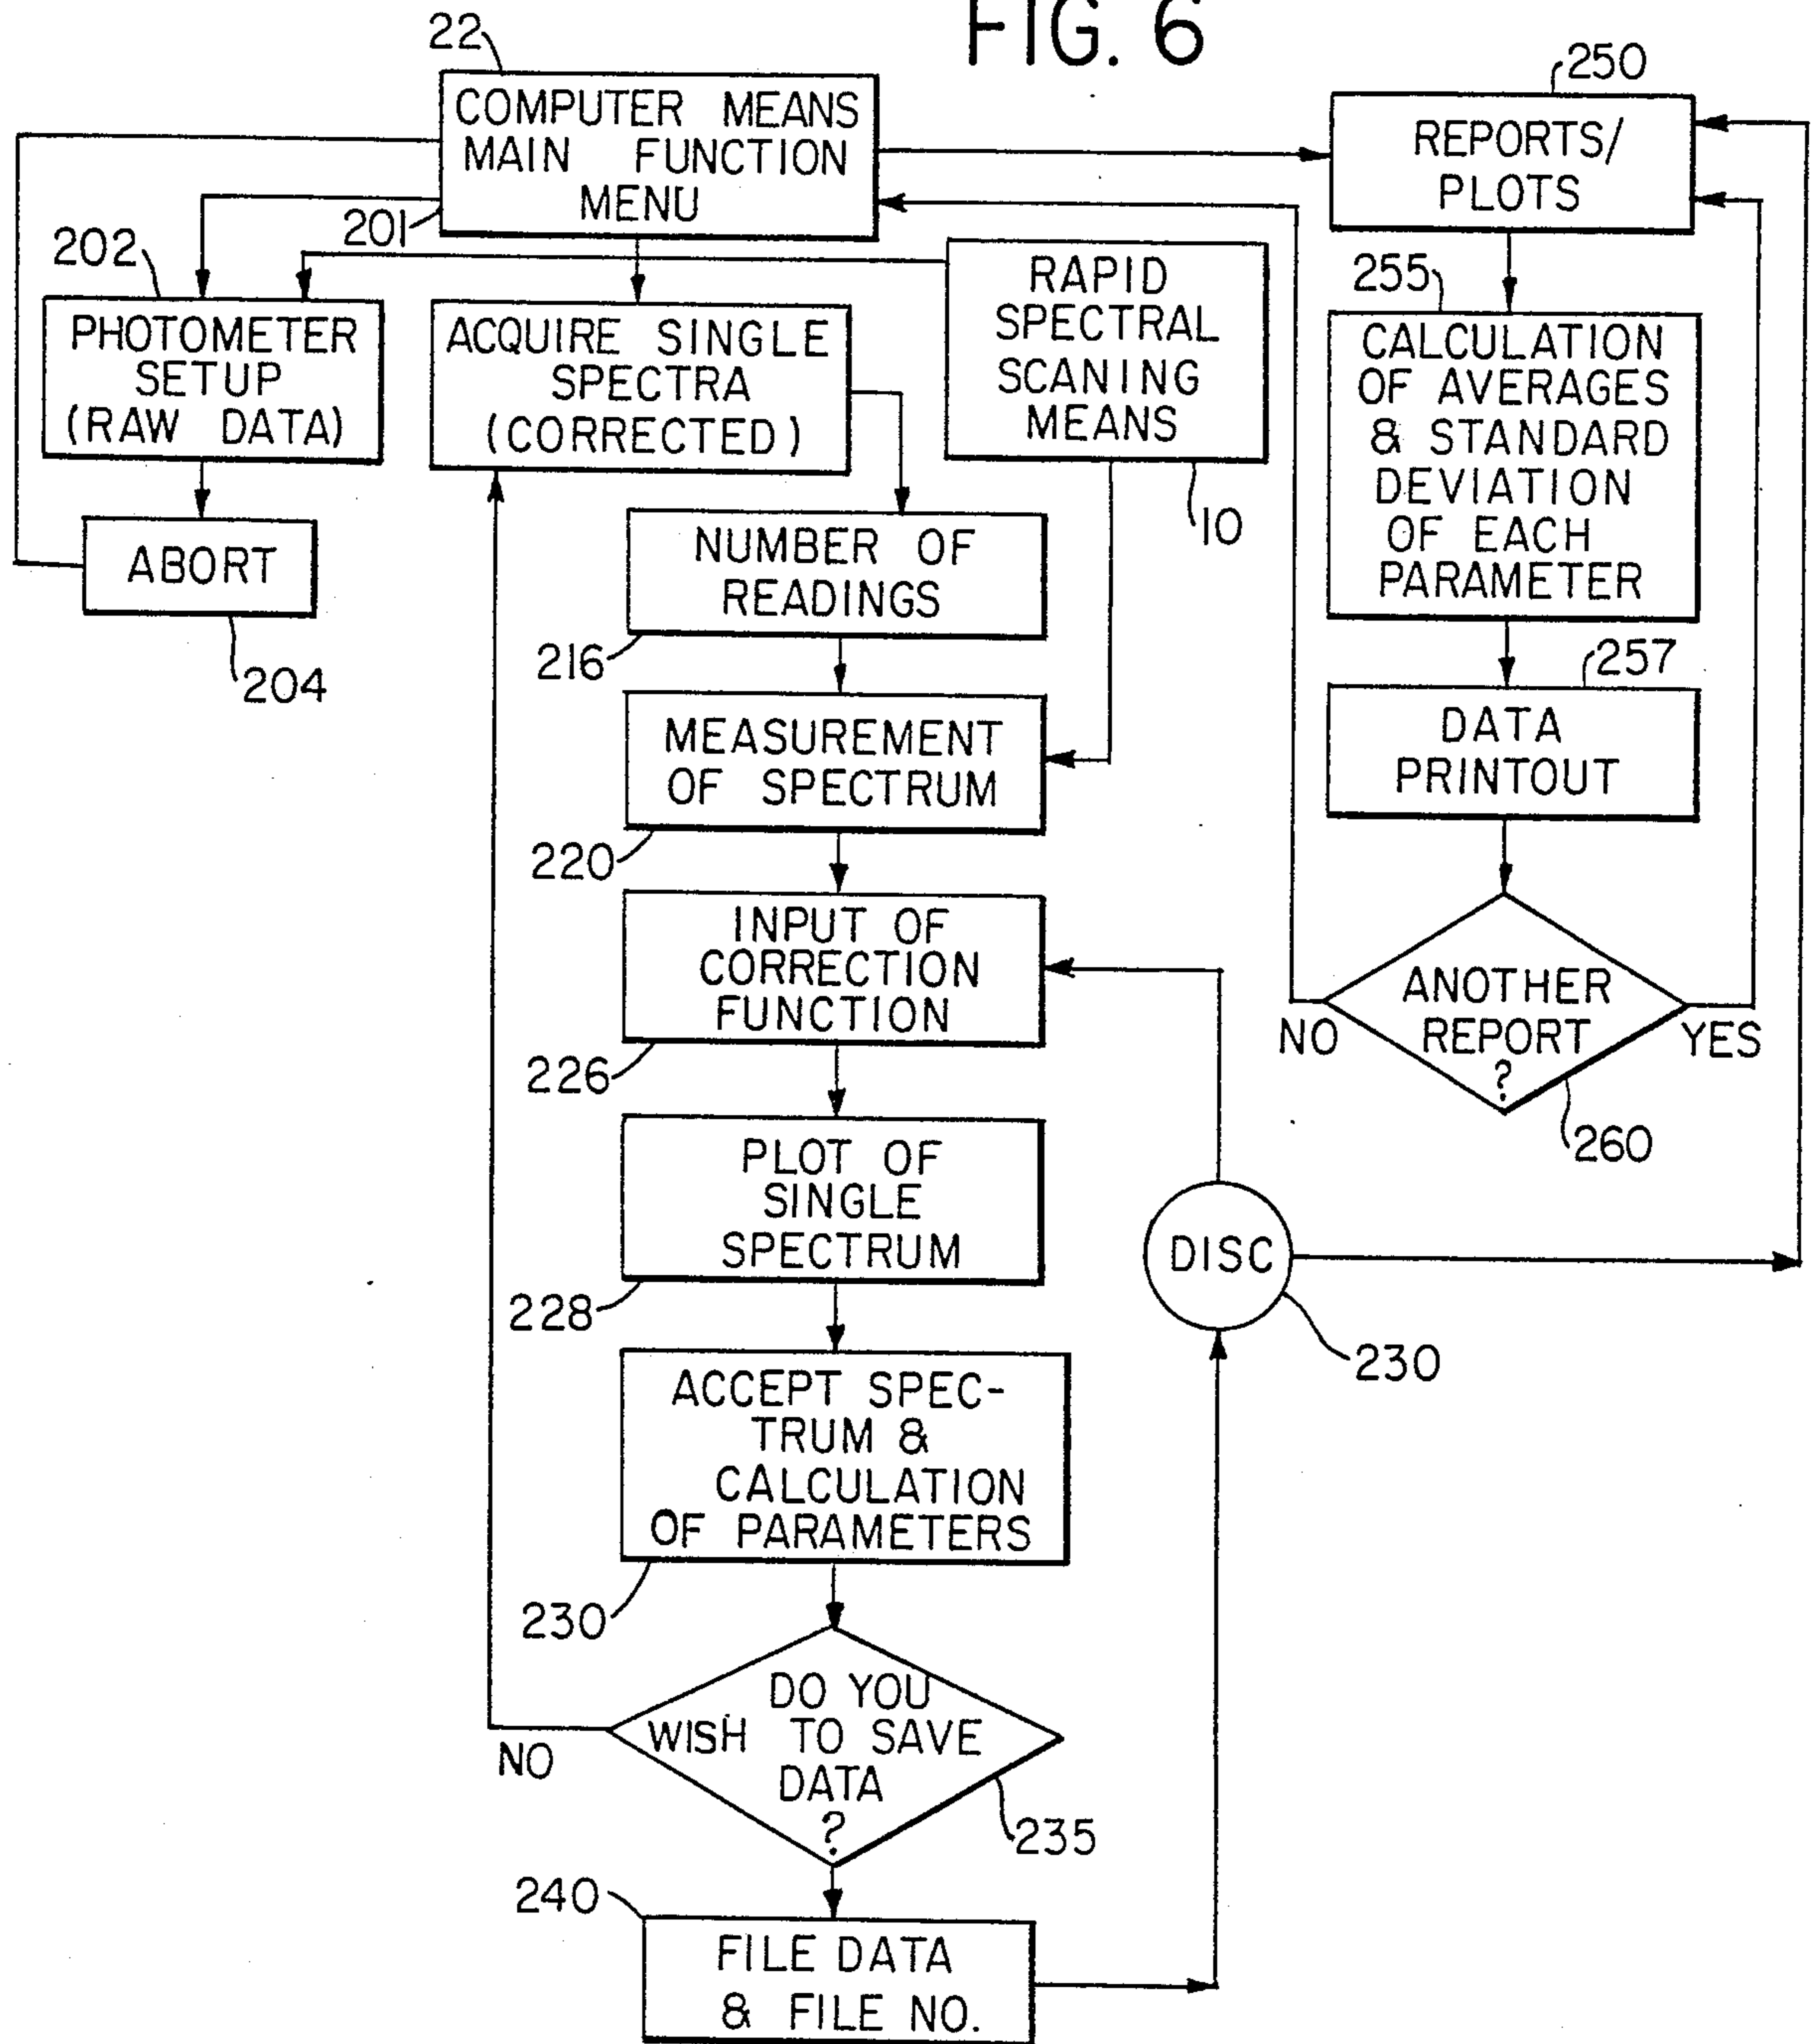 FIG. 6
22
COMPUTER MEANS
MAIN FUNCTION
MENU
201
202
PHOTOMETER
SETUP
(RAW DATA)
ABORT
204
ACQUIRE SINGLE
SPECTRA
(CORRECTED)
RAPID
SPECTRAL
SCANING
MEANS
10
NUMBER OF
READINGS
216
MEASUREMENT
OF SPECTRUM
220
INPUT OF
CORRECTION
FUNCTION
226
PLOT OF
SINGLE
SPECTRUM
228
ACCEPT SPEC-
TRUM &
CALCULATION
OF PARAMETERS
230
DO YOU
WISH TO SAVE
DATA
?
NO
235
240
FILE DATA
& FILE NO.
DISC
230
250
REPORTS/
PLOTS
255
CALCULATION
OF AVERAGES
& STANDARD
DEVIATION
OF EACH
PARAMETER
257
DATA
PRINTOUT
ANOTHER
REPORT
?
NO
YES
260